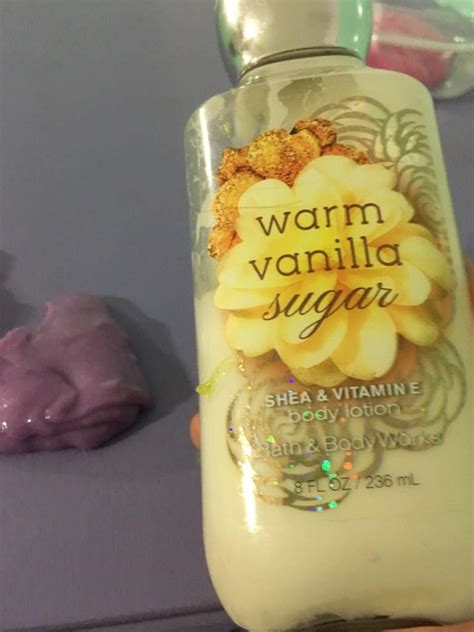 warm
vanilla
sugar
SHEA & VITAMIN E
body lotion
Bath & Body Works
8 FL OZ / 236 mL